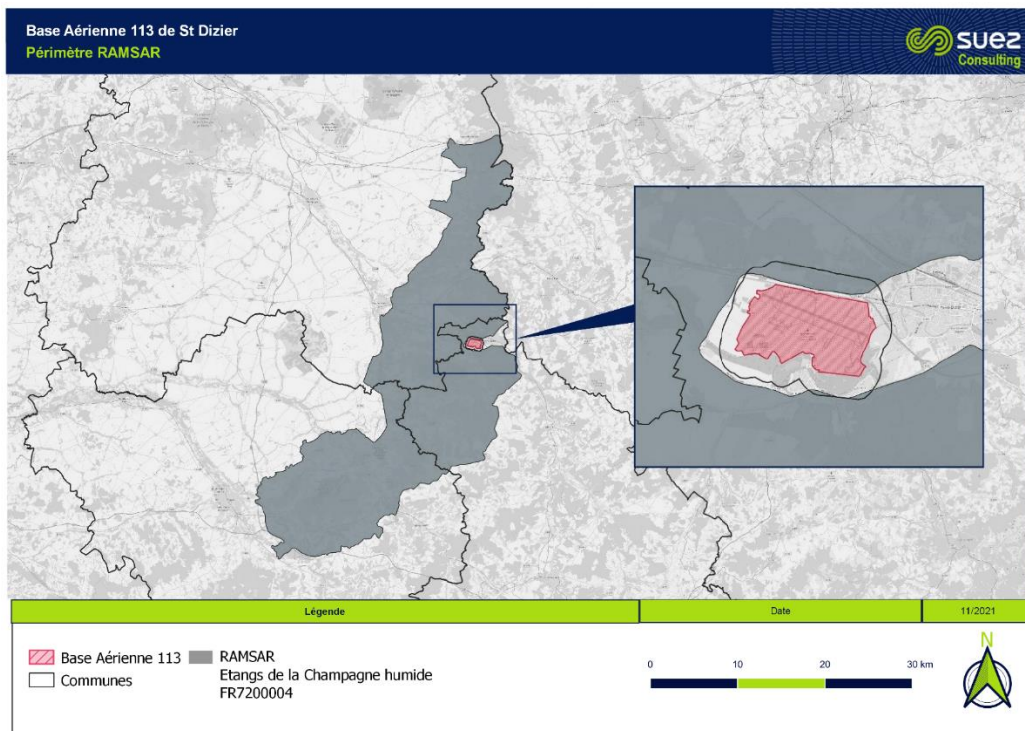 Base Aérienne 113 de St Dizier
Périmètre RAMSAR
suez
Consulting
Légende
Date
11/2021
Base Aérienne 113
Communes
RAMSAR
Etangs de la Champagne humide
FR7200004
0 10 20 30 km
N